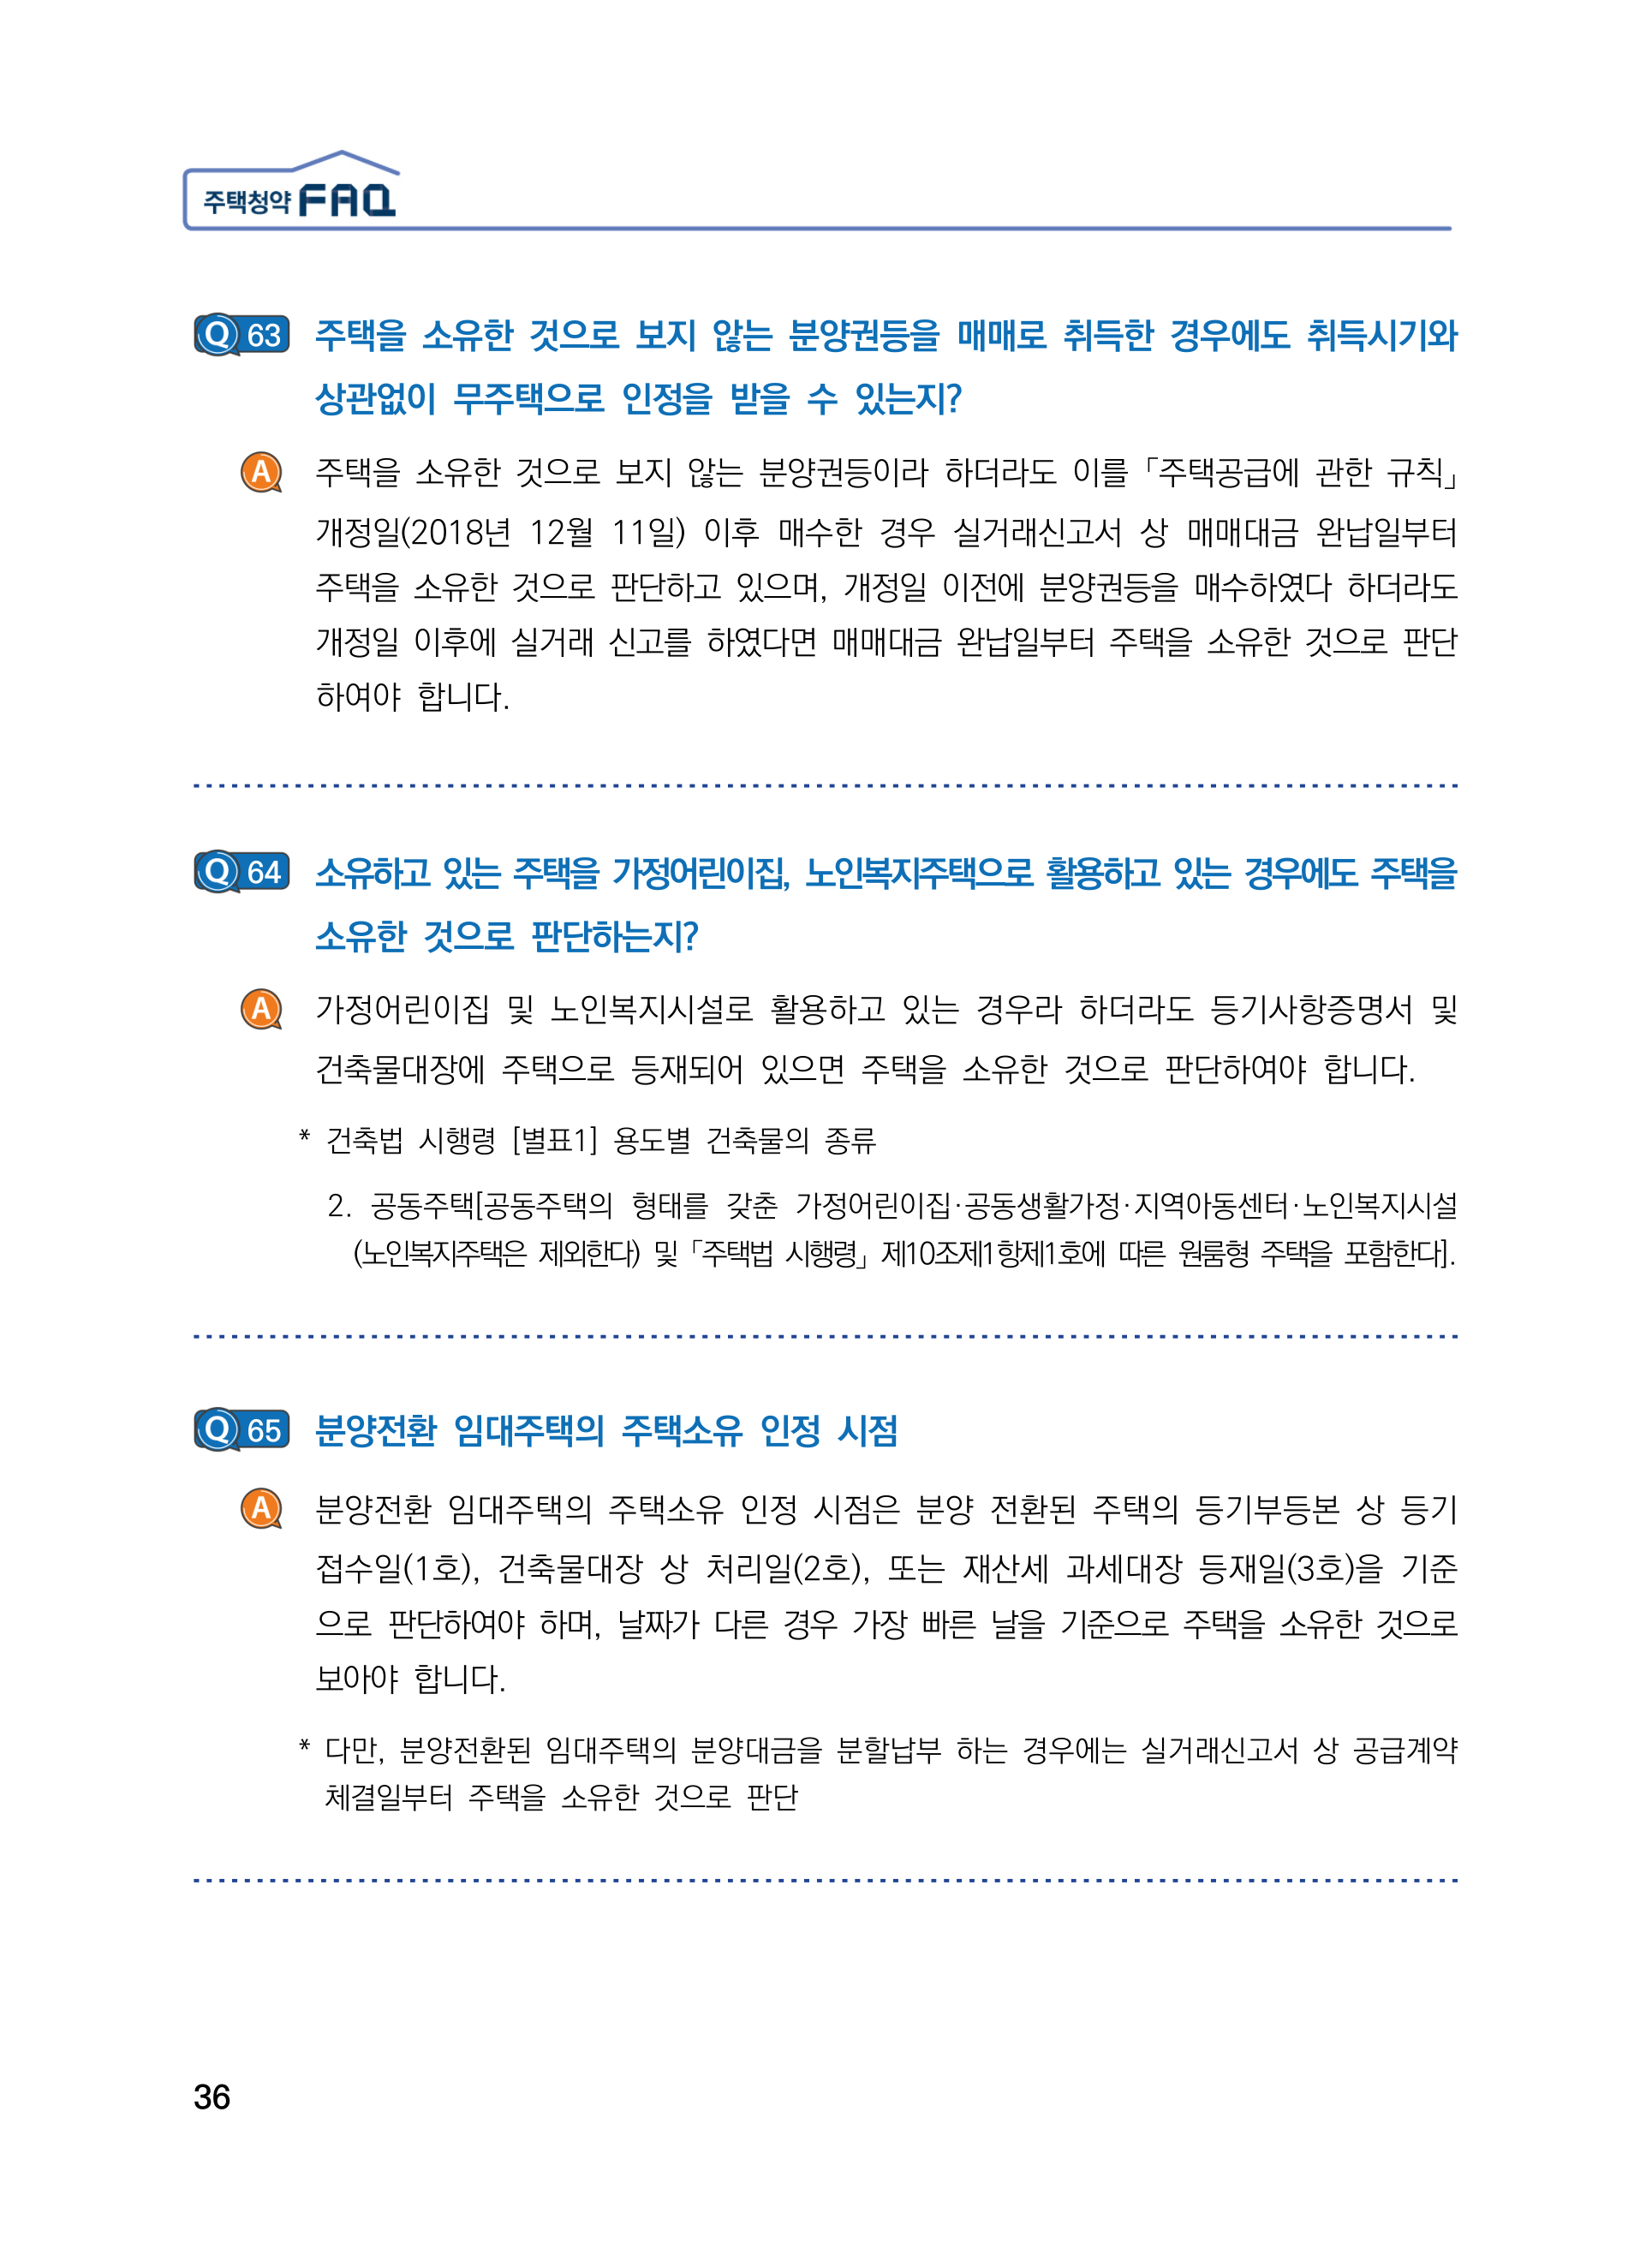 주택청약 FAQ
Q 63 주택을 소유한 것으로 보지 않는 분양권등을 매매로 취득한 경우에도 취득시기와
상관없이 무주택으로 인정을 받을 수 있는지?
A 주택을 소유한 것으로 보지 않는 분양권등이라 하더라도 이를 「주택공급에 관한 규칙」
개정일(2018년 12월 11일) 이후 매수한 경우 실거래신고서 상 매매대금 완납일부터
주택을 소유한 것으로 판단하고 있으며, 개정일 이전에 분양권등을 매수하였다 하더라도
개정일 이후에 실거래 신고를 하였다면 매매대금 완납일부터 주택을 소유한 것으로 판단
하여야 합니다.
Q 64 소유하고 있는 주택을 가정어린이집, 노인복지주택으로 활용하고 있는 경우에도 주택을
소유한 것으로 판단하는지?
A 가정어린이집 및 노인복지시설로 활용하고 있는 경우라 하더라도 등기사항증명서 및
건축물대장에 주택으로 등재되어 있으면 주택을 소유한 것으로 판단하여야 합니다.
* 건축법 시행령 [별표1] 용도별 건축물의 종류
2. 공동주택[공동주택의 형태를 갖춘 가정어린이집·공동생활가정·지역아동센터·노인복지시설
(노인복지주택은 제외한다) 및 「주택법 시행령」 제10조제1항제1호에 따른 원룸형 주택을 포함한다].
Q 65 분양전환 임대주택의 주택소유 인정 시점
A 분양전환 임대주택의 주택소유 인정 시점은 분양 전환된 주택의 등기부등본 상 등기
접수일(1호), 건축물대장 상 처리일(2호), 또는 재산세 과세대장 등재일(3호)을 기준
으로 판단하여야 하며, 날짜가 다른 경우 가장 빠른 날을 기준으로 주택을 소유한 것으로
보아야 합니다.
* 다만, 분양전환된 임대주택의 분양대금을 분할납부 하는 경우에는 실거래신고서 상 공급계약
체결일부터 주택을 소유한 것으로 판단
36